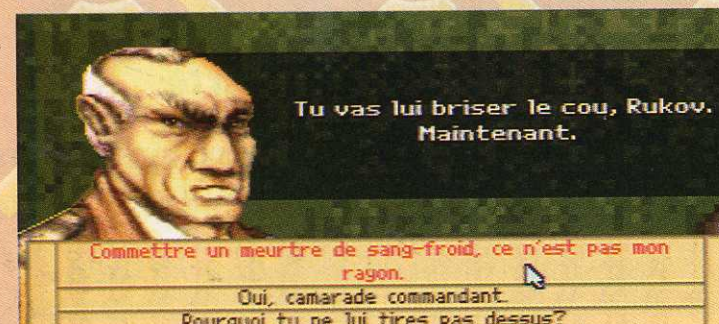 Tu vas lui briser le cou, Rukov.
Maintenant.
Commettre un meurtre de sang-froid, ce n'est pas mon
rayon.
Oui, camarade commandant.
Pourquoi tu ne lui tires pas dessus?